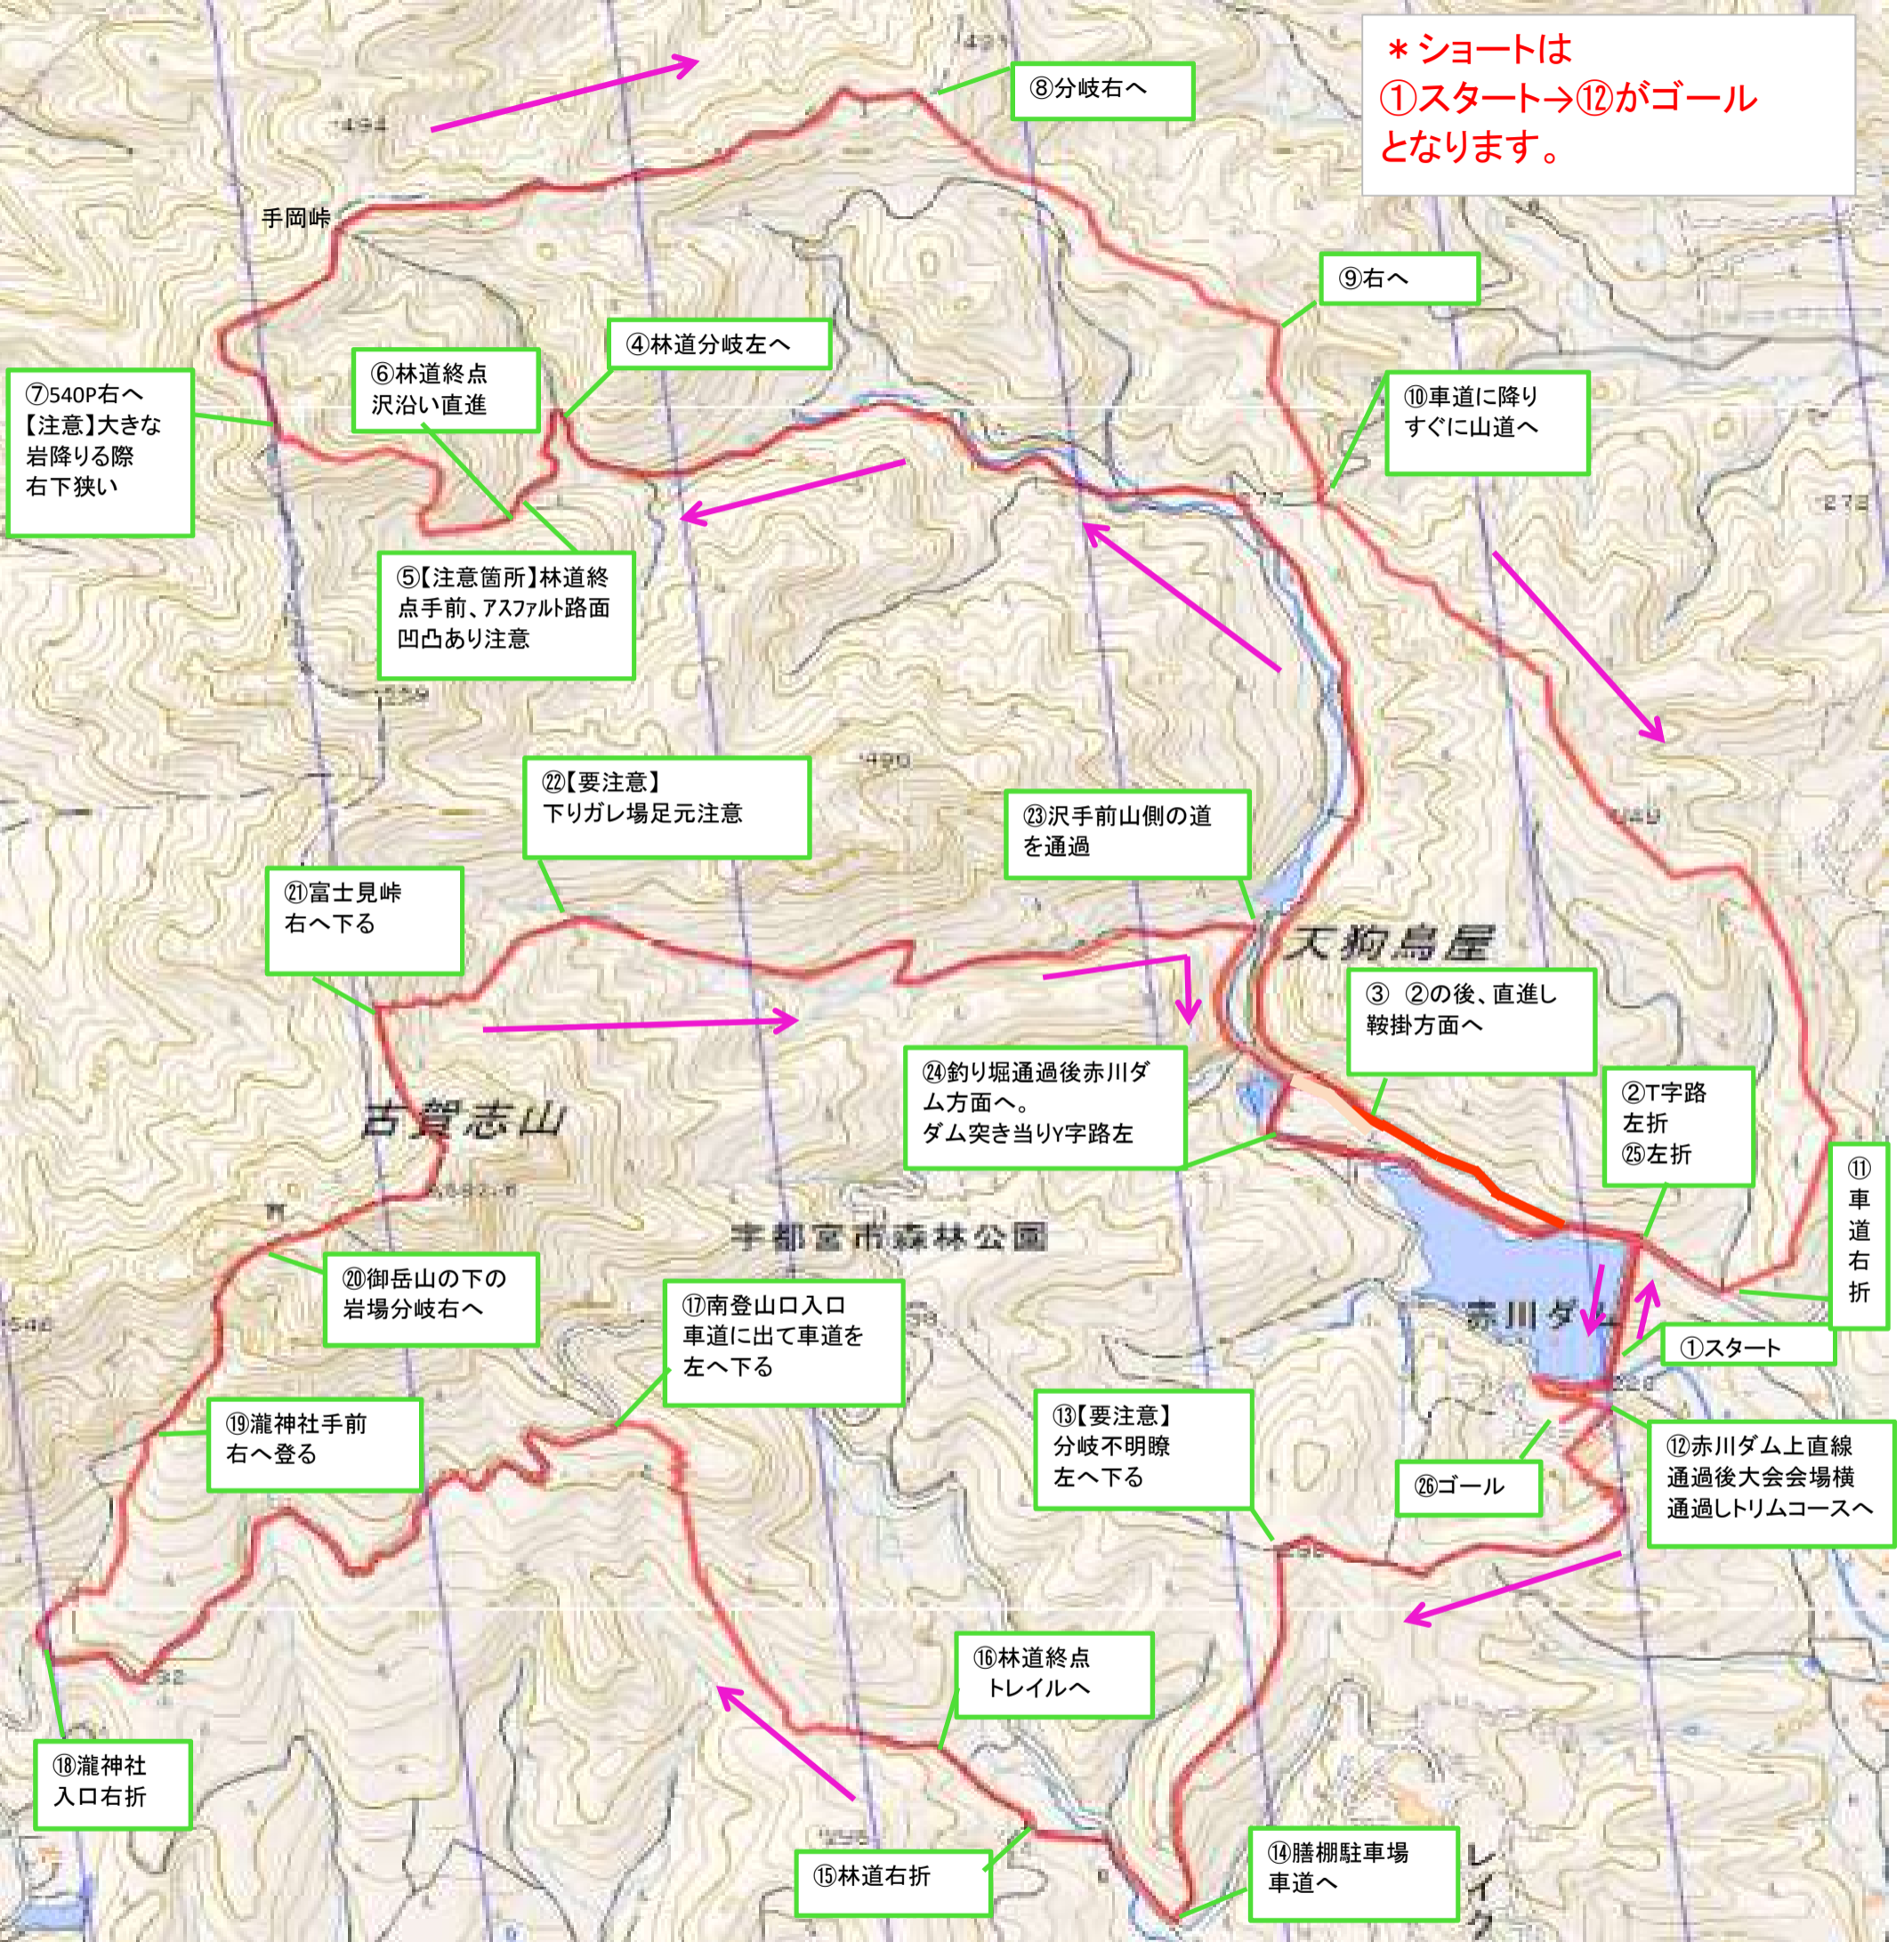 *ショートは
①スタート→⑫がゴール
となります。
⑧分岐右へ
494
手岡峠
⑨右へ
④林道分岐左へ
⑥林道終点
沢沿い直進
⑦540P右へ
【注意】大きな
岩降りる際
右下狭い
⑩車道に降り
すぐに山道へ
272
⑤【注意箇所】林道終
点手前、アスファルト路面
凹凸あり注意
559
㉒【要注意】
下りガレ場足元注意
490
㉓沢手前山側の道
を通過
㉑富士見峠
右へ下る
天狗鳥屋
③ ②の後、直進し
鞍掛方面へ
㉔釣り堀通過後赤川ダ
ム方面へ。
ダム突き当りY字路左
②T字路
左折
㉕左折
古賀志山
⑪
車
道
右
折
宇都宮市森林公園
⑳御岳山の下の
岩場分岐右へ
⑰南登山口入口
車道に出て車道を
左へ下る
赤川ダム
①スタート
546
⑲瀧神社手前
右へ登る
⑬【要注意】
分岐不明瞭
左へ下る
㉖ゴール
⑫赤川ダム上直線
通過後大会会場横
通過しトリムコースへ
⑯林道終点
トレイルへ
⑱瀧神社
入口右折
⑮林道右折
⑭膳棚駐車場
車道へ
レイク